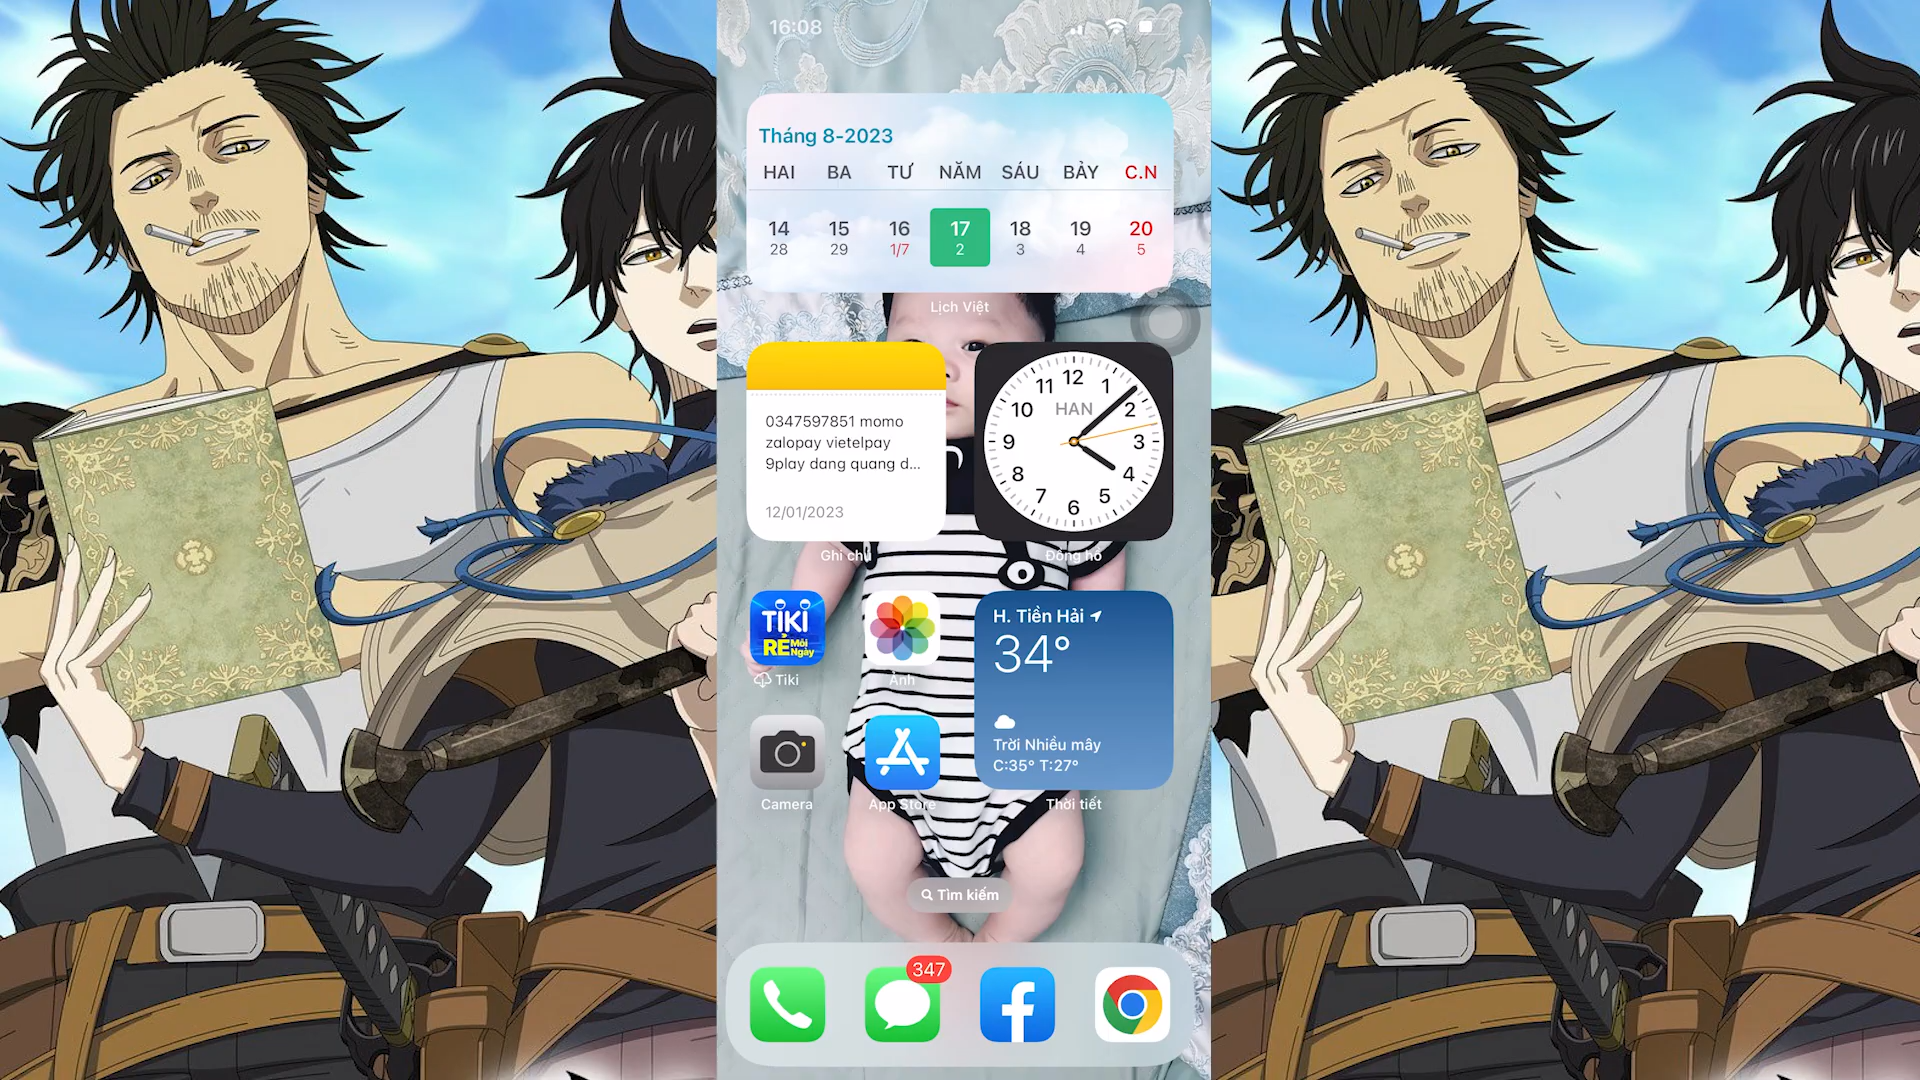 16:08
Tháng 8-2023
HAI BA TƯ NĂM SÁU BẢY C.N
14 15 16 17 18 19 20
28 29 1/7 2 3 4 5
Lịch Việt
0347597851 momo
zalopay vietelpay
9play dang quang d...
12/01/2023
Ghi chú
12
11 1
10 HAN 2
9 3
8 4
7 5
6
Đồng hồ
TIKI
RẺ Mỗi Ngày
Tiki
Ảnh
H. Tiền Hải
34°
Trời Nhiều mây
C:35° T:27°
Camera
App Store
Thời tiết
Tìm kiếm
347